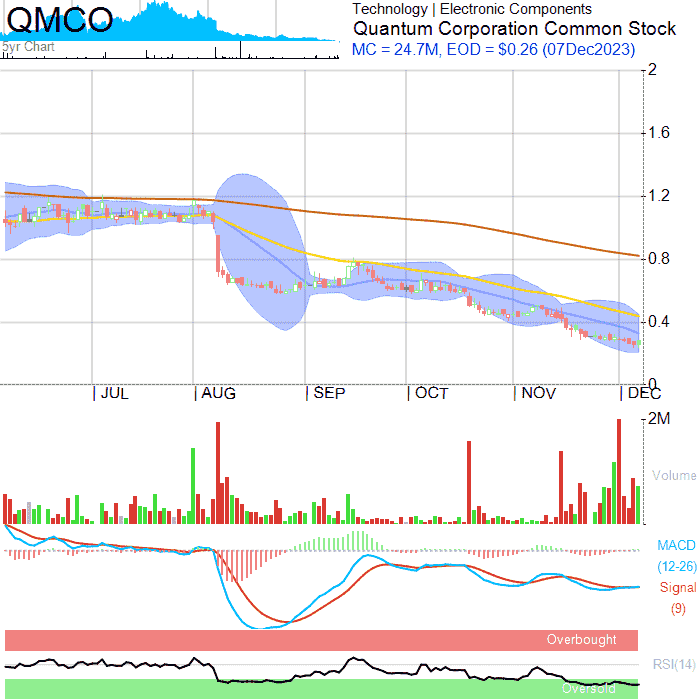 QMCO
5yr Chart
Technology | Electronic Components
Quantum Corporation Common Stock
MC = 24.7M, EOD = $0.26 (07Dec2023)
2
1.6
1.2
0.8
0.4
0
JUL
AUG
SEP
OCT
NOV
DEC
2M
Volume
MACD
(12-26)
Signal
(9)
Overbought
RSI(14)
Oversold